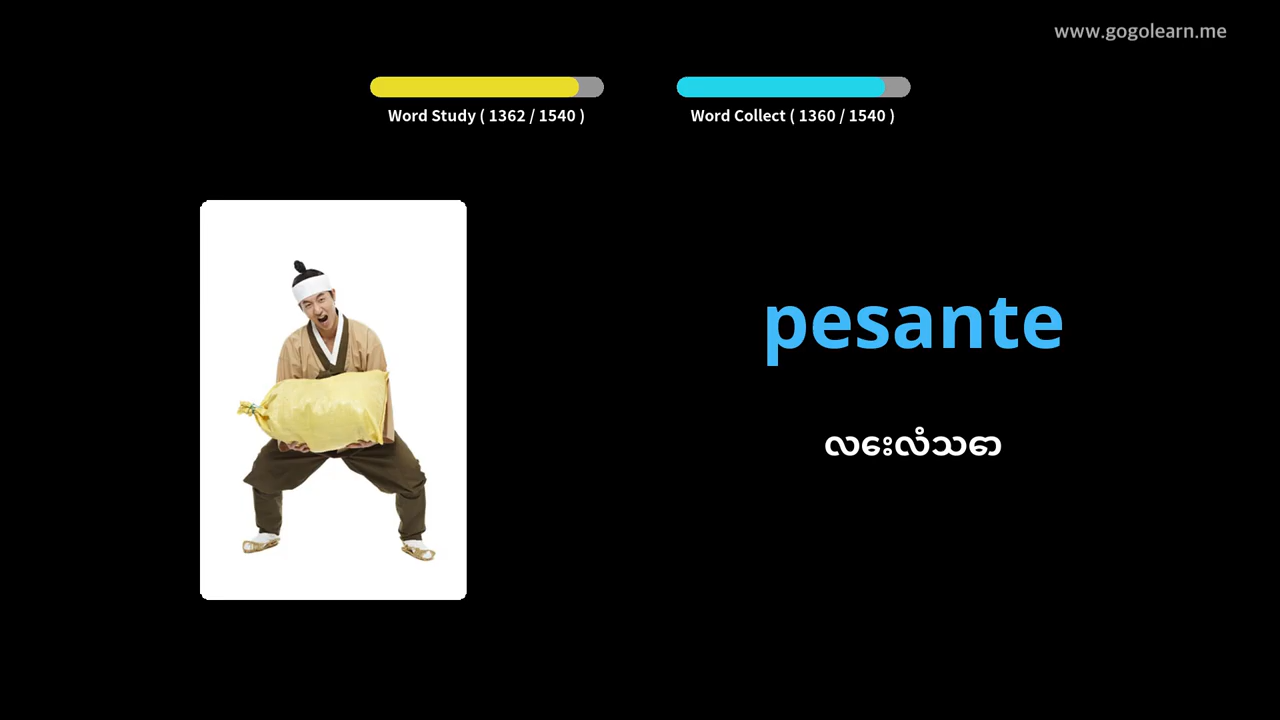 www.gogolearn.me
Word Study ( 1362 / 1540 )
Word Collect ( 1360 / 1540 )
pesante
လေးလံသော